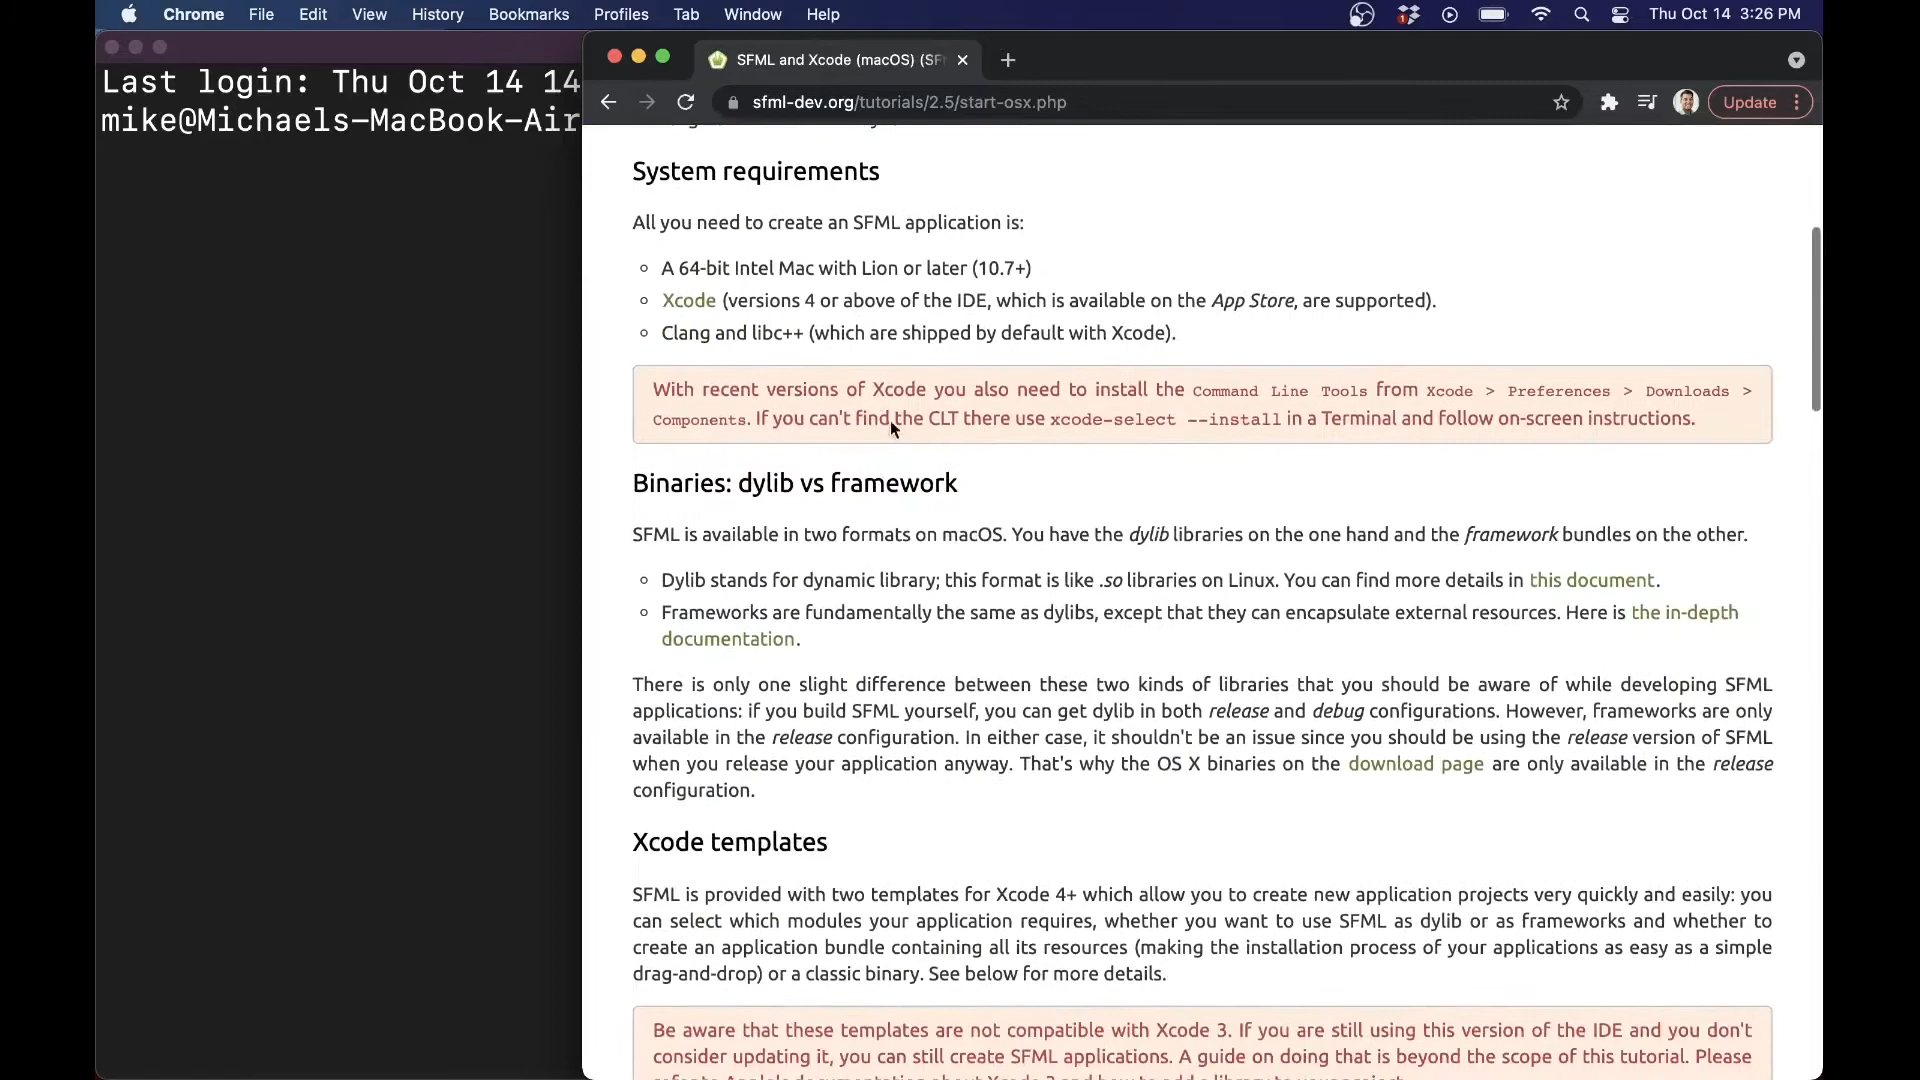 Chrome File Edit View History Bookmarks Profiles Tab Window Help 1 Thu Oct 14 3:26 PM
Last login: Thu Oct 14 14
mike@Michaels-MacBook-Air
SFML and Xcode (macOS) (SF
sfml-dev.org/tutorials/2.5/start-osx.php
Update
System requirements
All you need to create an SFML application is:
A 64-bit Intel Mac with Lion or later (10.7+)
Xcode (versions 4 or above of the IDE, which is available on the App Store, are supported).
Clang and libc++ (which are shipped by default with Xcode).
With recent versions of Xcode you also need to install the Command Line Tools from Xcode > Preferences > Downloads >
Components. If you can't find the CLT there use xcode-select --install in a Terminal and follow on-screen instructions.
Binaries: dylib vs framework
SFML is available in two formats on macOS. You have the dylib libraries on the one hand and the framework bundles on the other.
Dylib stands for dynamic library; this format is like .so libraries on Linux. You can find more details in this document.
Frameworks are fundamentally the same as dylibs, except that they can encapsulate external resources. Here is the in-depth
documentation.
There is only one slight difference between these two kinds of libraries that you should be aware of while developing SFML
applications: if you build SFML yourself, you can get dylib in both release and debug configurations. However, frameworks are only
available in the release configuration. In either case, it shouldn't be an issue since you should be using the release version of SFML
when you release your application anyway. That's why the OS X binaries on the download page are only available in the release
configuration.
Xcode templates
SFML is provided with two templates for Xcode 4+ which allow you to create new application projects very quickly and easily: you
can select which modules your application requires, whether you want to use SFML as dylib or as frameworks and whether to
create an application bundle containing all its resources (making the installation process of your applications as easy as a simple
drag-and-drop) or a classic binary. See below for more details.
Be aware that these templates are not compatible with Xcode 3. If you are still using this version of the IDE and you don't
consider updating it, you can still create SFML applications. A guide on doing that is beyond the scope of this tutorial. Please